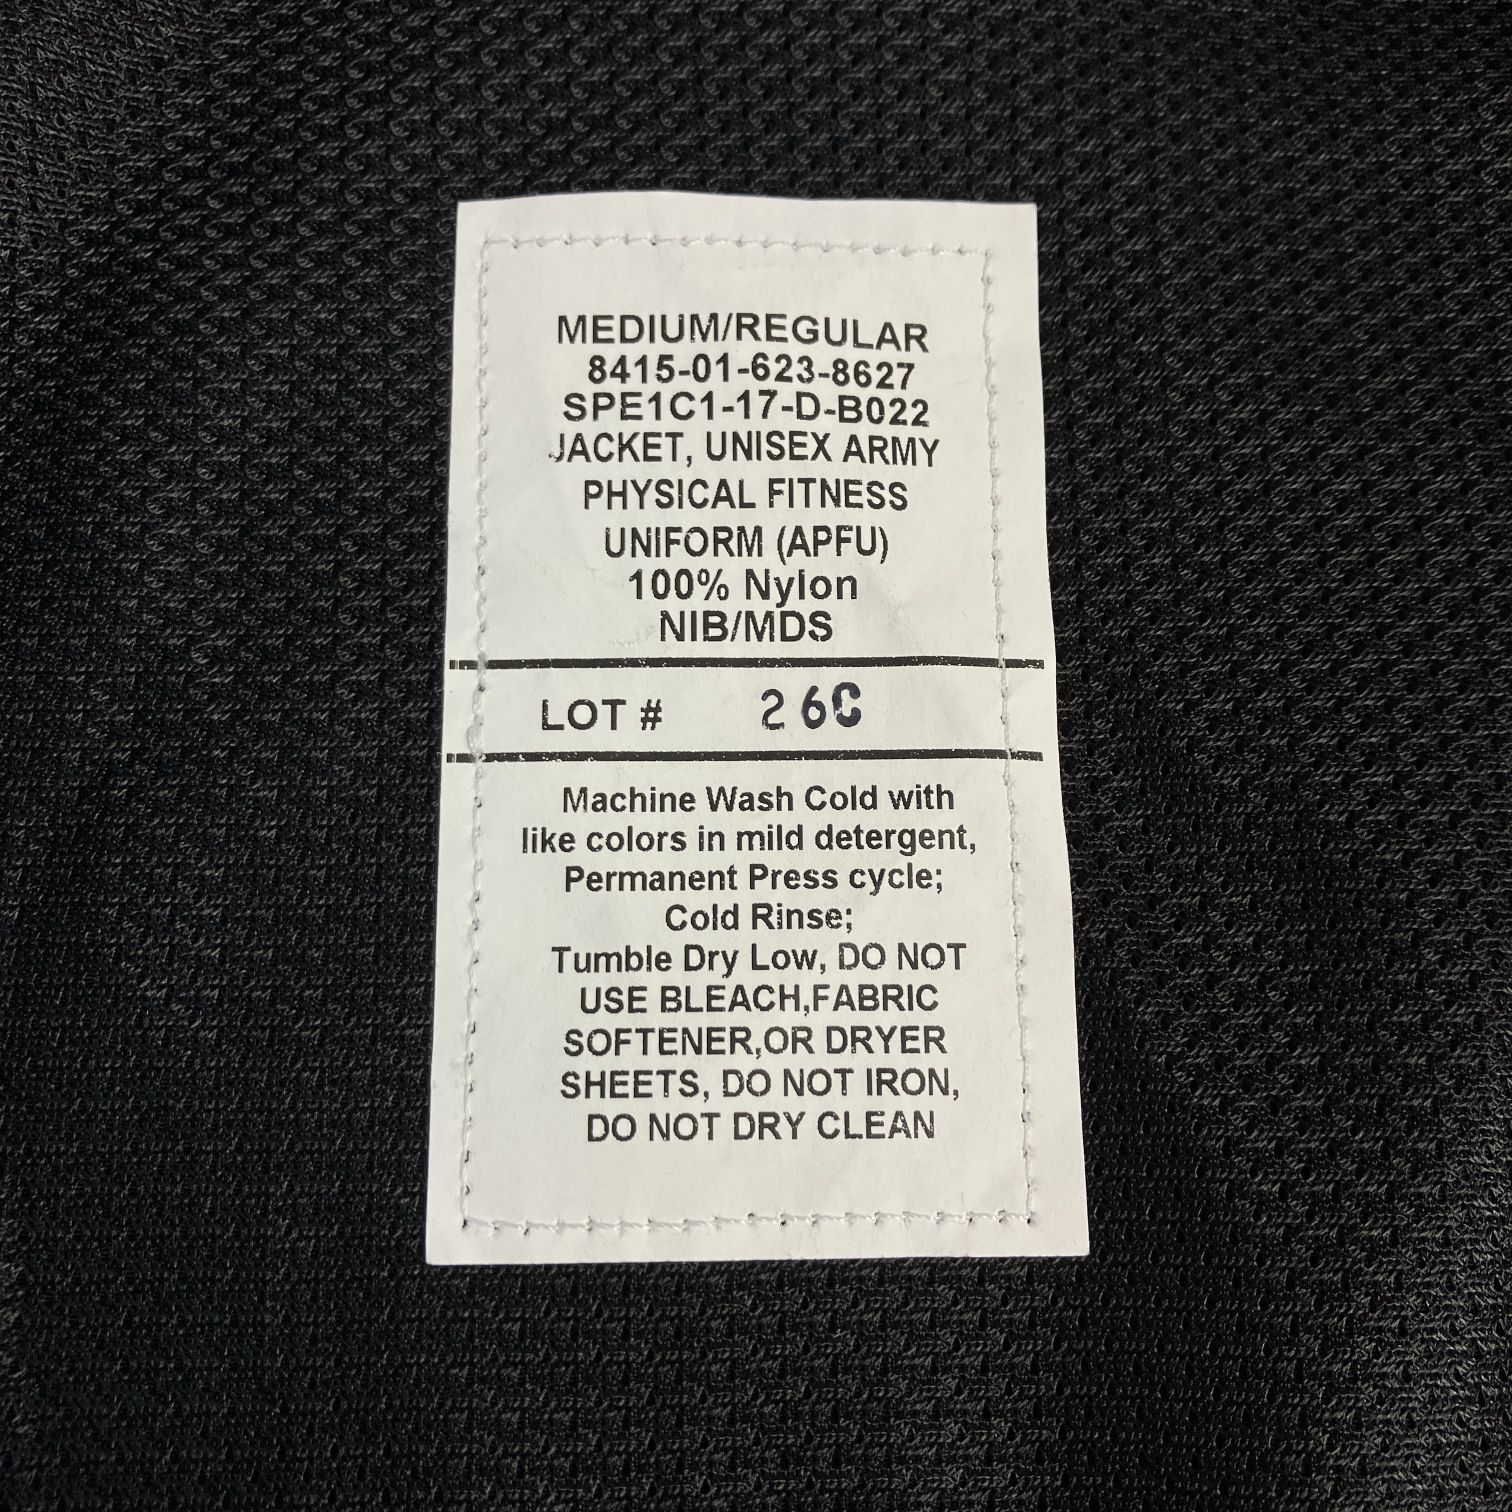 MEDIUM/REGULAR
8415-01-623-8627
SPE1C1-17-D-B022
JACKET, UNISEX ARMY
PHYSICAL FITNESS
UNIFORM (APFU)
100% Nylon
NIB/MDS
LOT # 26C
Machine Wash Cold with
like colors in mild detergent,
Permanent Press cycle;
Cold Rinse;
Tumble Dry Low, DO NOT
USE BLEACH,FABRIC
SOFTENER,OR DRYER
SHEETS, DO NOT IRON,
DO NOT DRY CLEAN